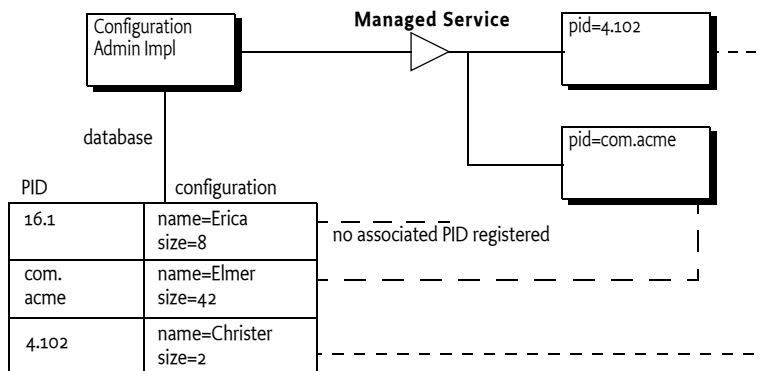 Managed Service
Configuration
Admin Impl
pid=4.102
database
pid=com.acme
PID
configuration
16.1
name=Erica
size=8
no associated PID registered
com.
acme
name=Elmer
size=42
4.102
name=Christer
size=2